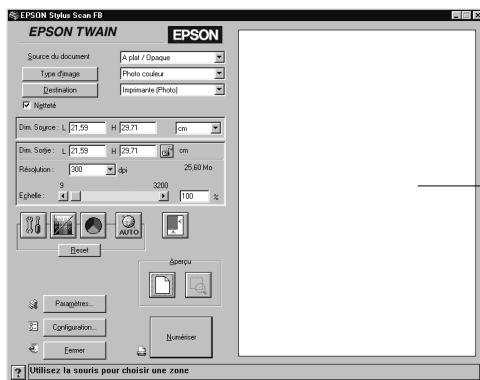 EPSON Stylus Scan FB
EPSON TWAIN
EPSON
Source du document
A plat / Opaque
Type d'image
Photo couleur
Destination
Imprimante (Photo)
Netteté
Dim. Source : L 21,59 H 29,71 cm
Dim. Sortie : L 21,59 H 29,71 cm
Résolution : 300 dpi 25,60 Mo
9 3200
Echelle : 100 %
AUTO
Reset
Aperçu
Paramètres...
Configuration...
Numériser
Fermer
? Utilisez la souris pour choisir une zone